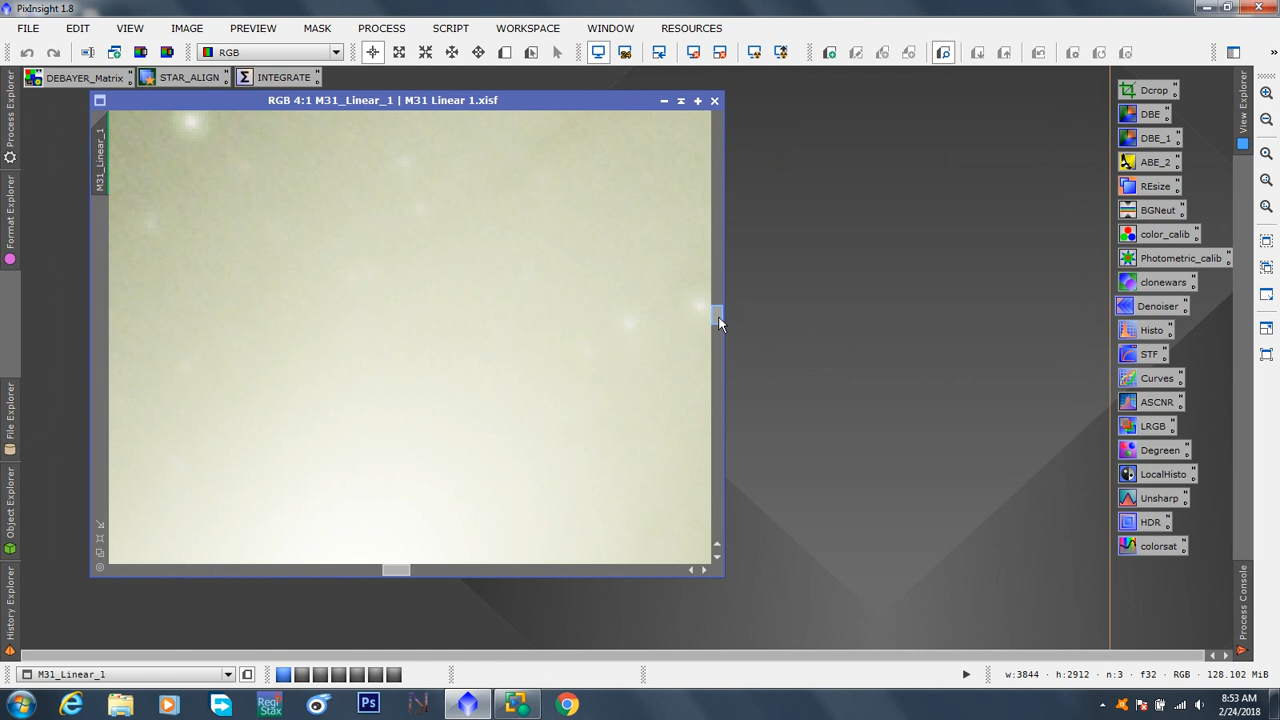 PixInsight 1.8
FILE EDIT VIEW IMAGE PREVIEW MASK PROCESS SCRIPT WORKSPACE WINDOW RESOURCES
RGB
DEBAYER_Matrix STAR_ALIGN INTEGRATE
RGB 4:1 M31_Linear_1 | M31 Linear 1.xisf
M31_Linear_1
Process Explorer
Format Explorer
File Explorer
Object Explorer
History Explorer
Dcrop
DBE
DBE_1
ABE_2
REsize
BGNeut
color_calib
Photometric_calib
clonewars
Denoiser
Histo
STF
Curves
ASCNR
LRGB
Degreen
LocalHisto
Unsharp
HDR
colorsat
View Explorer
Process Console
M31_Linear_1
w:3844 · h:2912 · n:3 · f32 · RGB · 128.102 MiB
Regi Stax
Ps
8:53 AM
2/24/2018